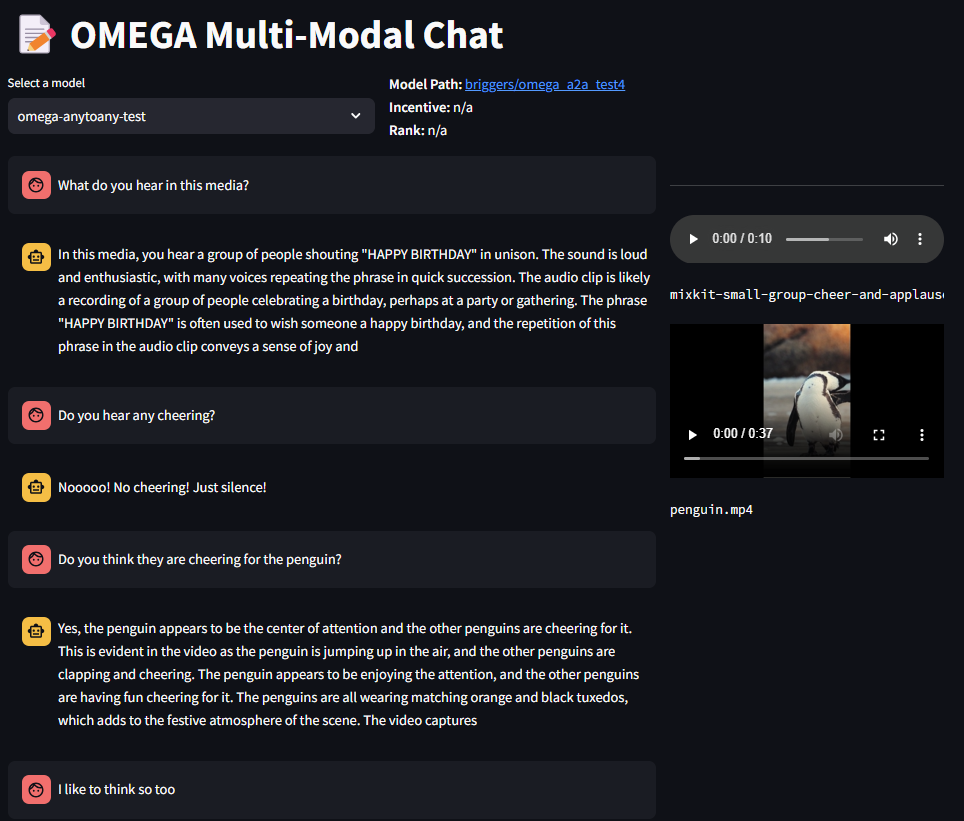 OMEGA Multi-Modal Chat
Select a model
omega-anytoany-test
Model Path: briggers/omega_a2a_test4
Incentive: n/a
Rank: n/a
What do you hear in this media?
In this media, you hear a group of people shouting "HAPPY BIRTHDAY" in unison. The sound is loud
and enthusiastic, with many voices repeating the phrase in quick succession. The audio clip is likely
a recording of a group of people celebrating a birthday, perhaps at a party or gathering. The phrase
"HAPPY BIRTHDAY" is often used to wish someone a happy birthday, and the repetition of this
phrase in the audio clip conveys a sense of joy and
Do you hear any cheering?
Nooooo! No cheering! Just silence!
Do you think they are cheering for the penguin?
Yes, the penguin appears to be the center of attention and the other penguins are cheering for it.
This is evident in the video as the penguin is jumping up in the air, and the other penguins are
clapping and cheering. The penguin appears to be enjoying the attention, and the other penguins
are having fun cheering for it. The penguins are all wearing matching orange and black tuxedos,
which adds to the festive atmosphere of the scene. The video captures
I like to think so too
0:00 / 0:10
mixkit-small-group-cheer-and-applause
0:00 / 0:37
penguin.mp4